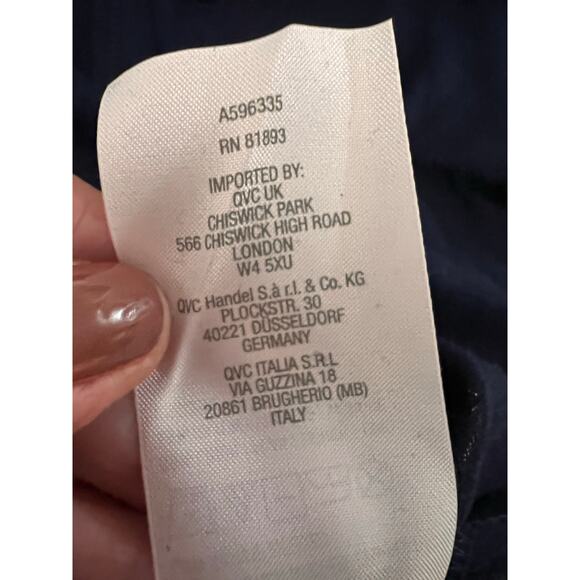 A596335
RN 81893
IMPORTED BY:
QVC UK
CHISWICK PARK
566 CHISWICK HIGH ROAD
LONDON
W4 5XU
QVC Handel S.à r.l. & Co. KG
PLOCKSTR. 30
40221 DÜSSELDORF
GERMANY
QVC ITALIA S.R.L
VIA GUZZINA 18
20861 BRUGHERIO (MB)
ITALY